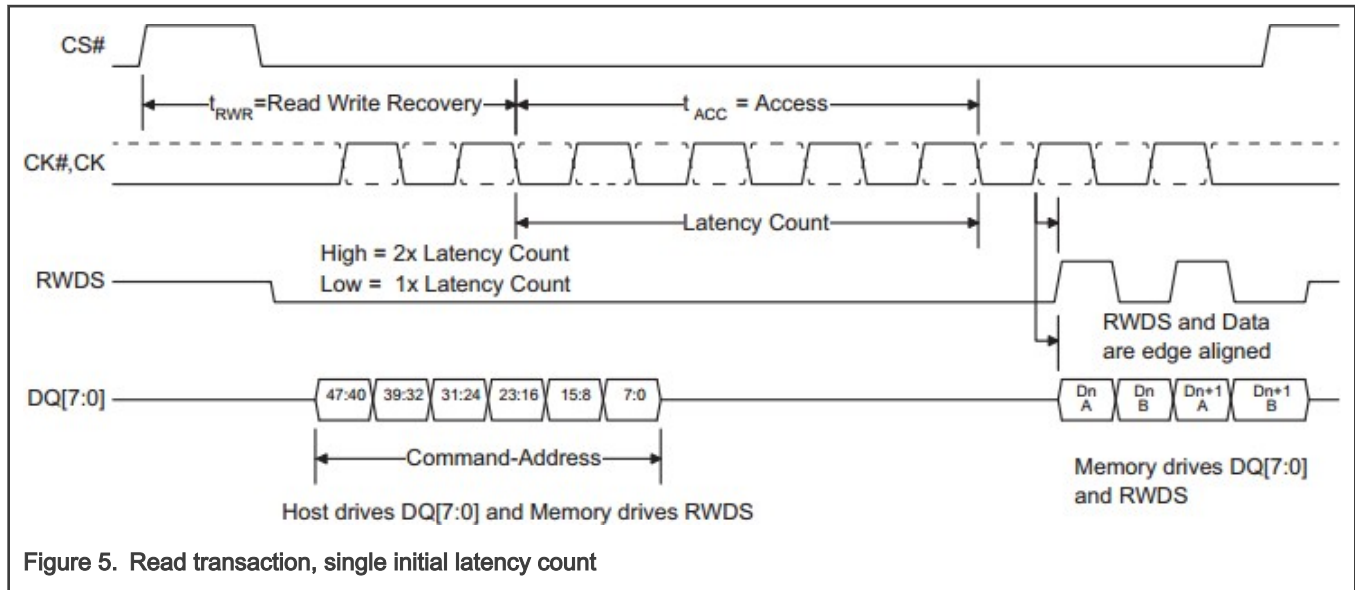 CS#
tRWR=Read Write Recovery
t ACC = Access
CK#,CK
Latency Count
High = 2x Latency Count
Low = 1x Latency Count
RWDS
RWDS and Data
are edge aligned
DQ[7:0]
47:40 39:32 31:24 23:16 15:8 7:0
Dn
A
Dn
B
Dn+1
A
Dn+1
B
Command-Address
Memory drives DQ[7:0]
and RWDS
Host drives DQ[7:0] and Memory drives RWDS
Figure 5. Read transaction, single initial latency count